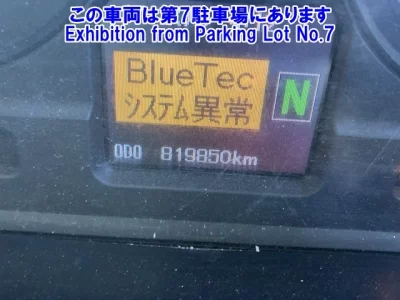 この車両は第7駐車場にあります
Exhibition from Parking Lot No.7
BlueTec
システム異常
N
ODO 819850km